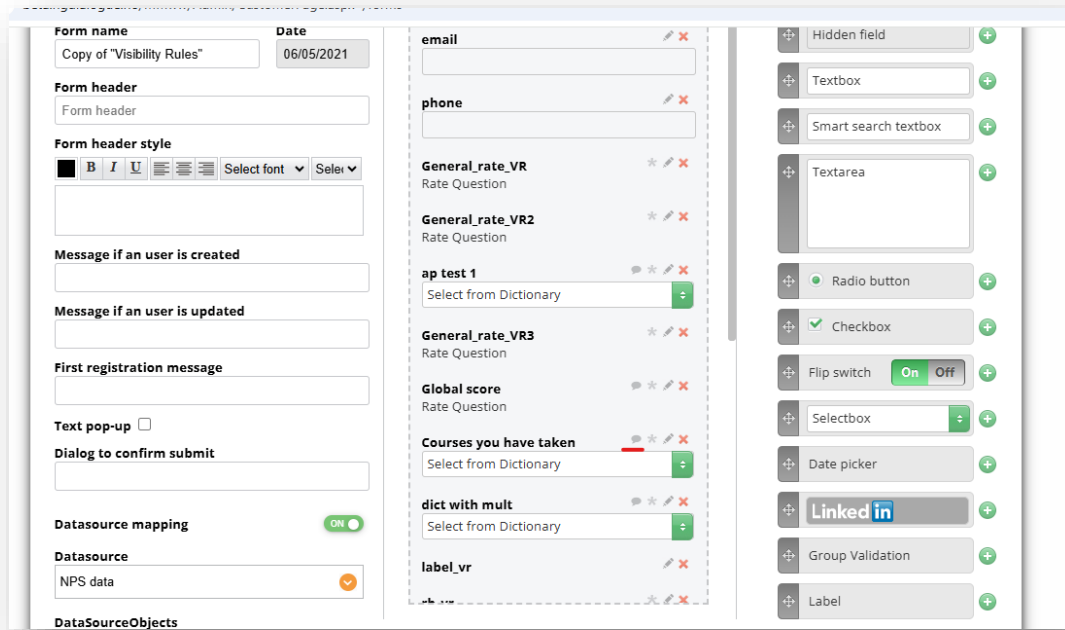 Form name
Date
Copy of "Visibility Rules"
06/05/2021
Form header
Form header
Form header style
B I U Select font Selec
Message if an user is created
Message if an user is updated
First registration message
Text pop-up
Dialog to confirm submit
Datasource mapping
ON
Datasource
NPS data
DataSourceObjects
email
phone
General_rate_VR
Rate Question
General_rate_VR2
Rate Question
ap test 1
Select from Dictionary
General_rate_VR3
Rate Question
Global score
Rate Question
Courses you have taken
Select from Dictionary
dict with mult
Select from Dictionary
label_vr
Hidden field
Textbox
Smart search textbox
Textarea
Radio button
Checkbox
Flip switch On Off
Selectbox
Date picker
Linked in
Group Validation
Label